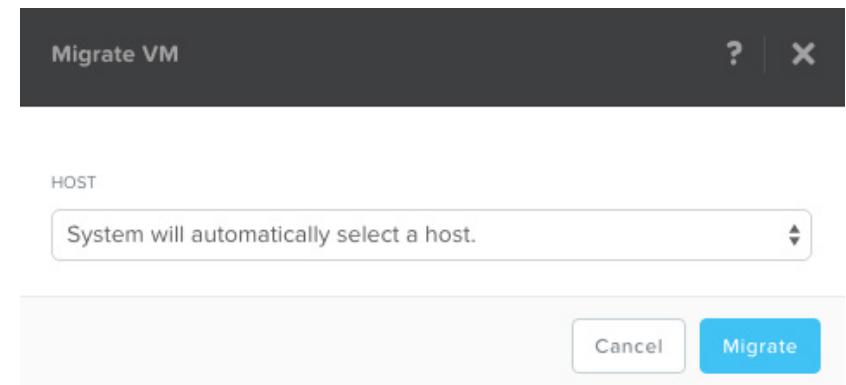 Migrate VM ?
HOST
System will automatically select a host.
Cancel Migrate